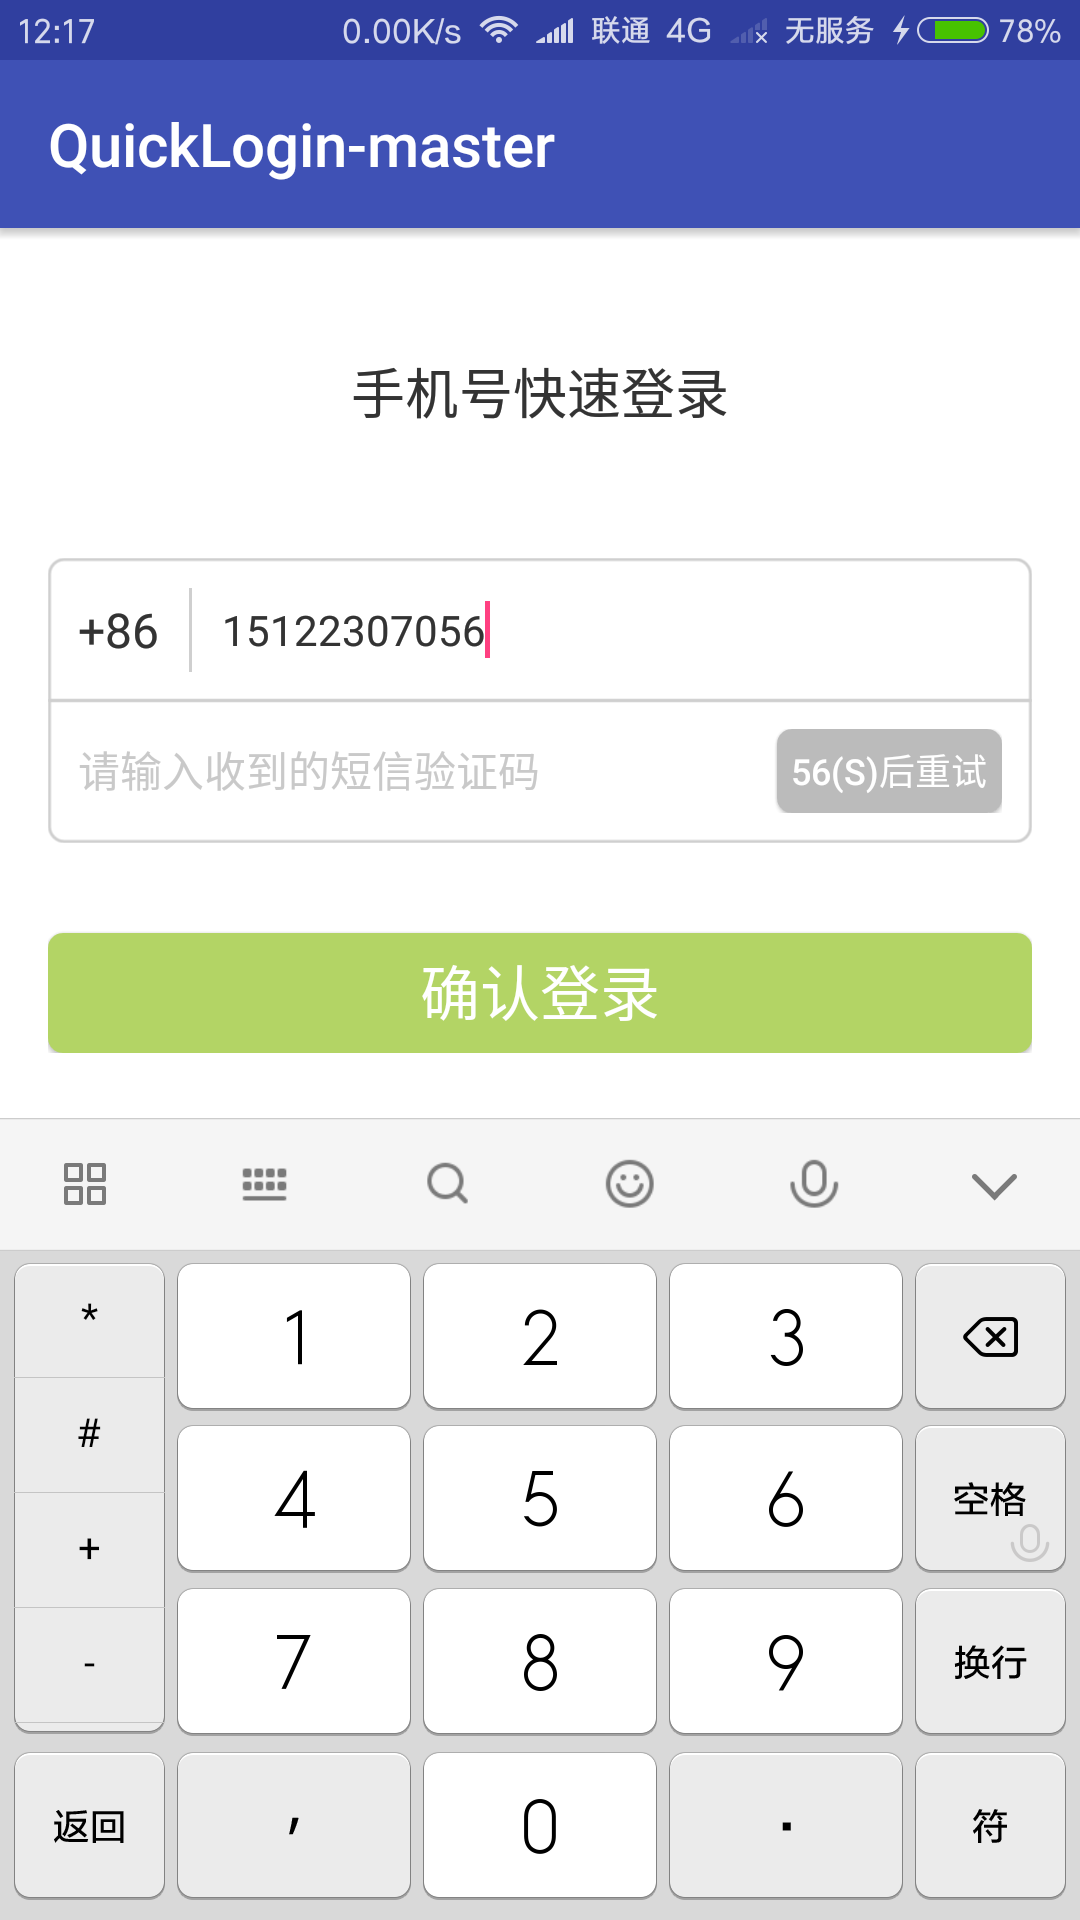 12:17 0.00K/s 联通 4G 无服务 78%
QuickLogin-master
手机号快速登录
+86 15122307056
请输入收到的短信验证码 56(S)后重试
确认登录
* 1 2 3
# 4 5 6 空格
+ 7 8 9 换行
-
返回 , 0 . 符